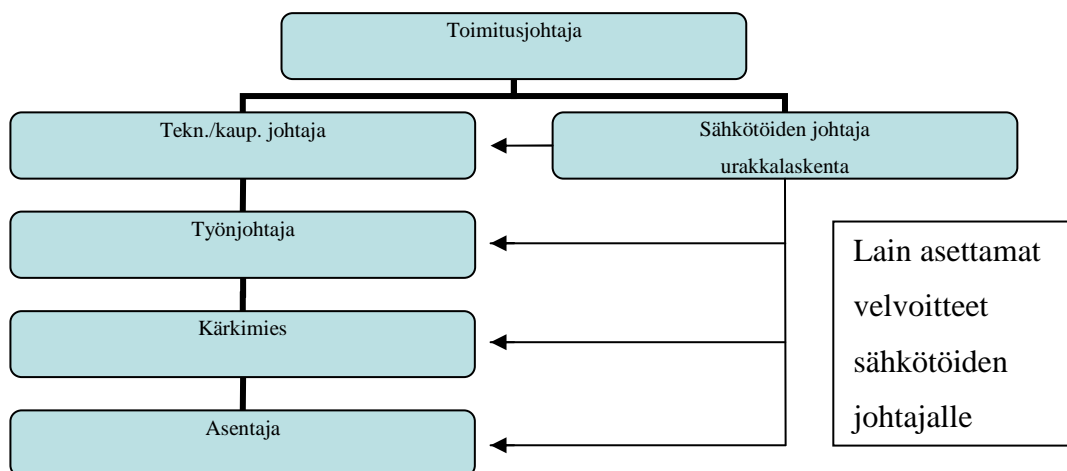 Toimitusjohtaja
Tekn./kaup. johtaja
Sähkötöiden johtaja
urakkalaskenta
Työnjohtaja
Kärkimies
Asentaja
Lain asettamat
velvoitteet
sähkötöiden
johtajalle